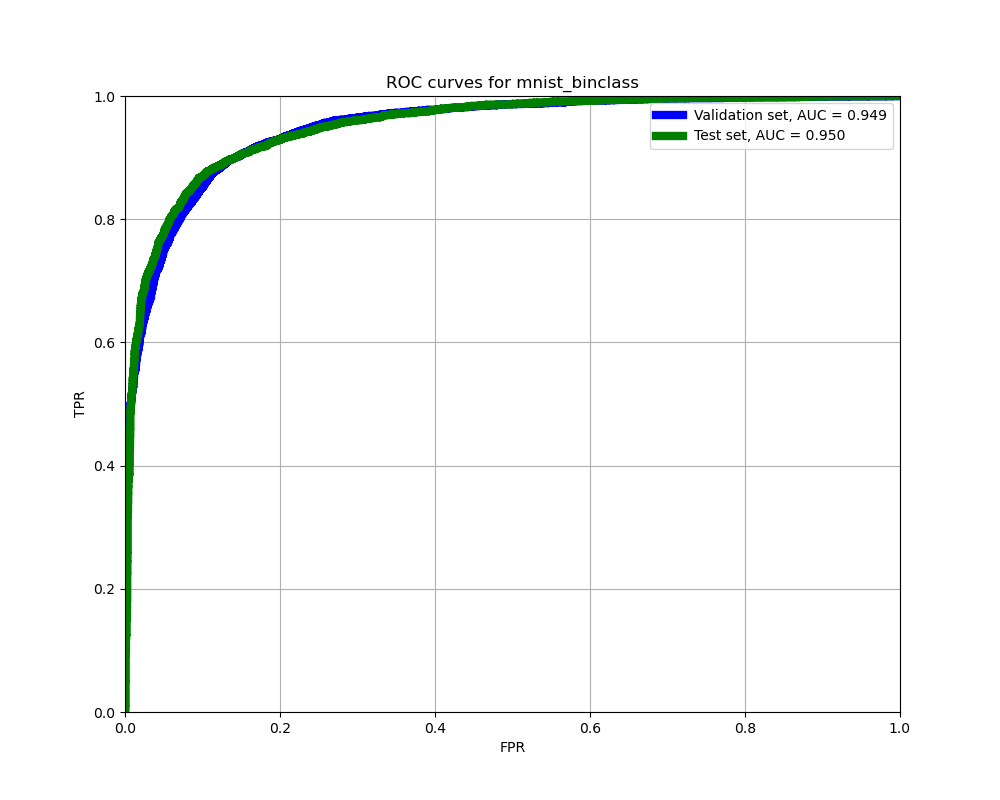 ROC curves for mnist_binclass
1.0
Validation set, AUC = 0.949
Test set, AUC = 0.950
0.8
0.6
TPR
0.4
0.2
0.0
0.0 0.2 0.4 0.6 0.8 1.0
FPR